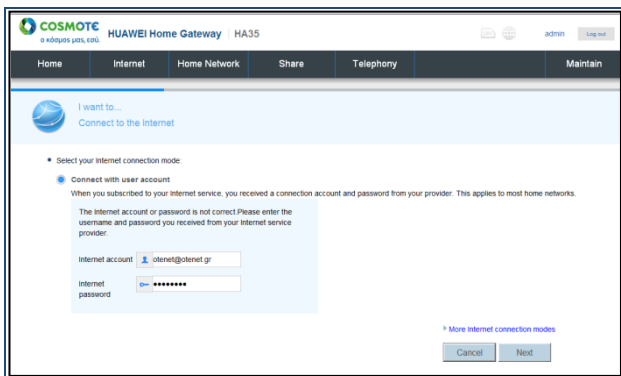 COSMOTE
ο κόσμος μας, εσύ.
HUAWEI Home Gateway HA35
admin
Log out
Home Internet Home Network Share Telephony Maintain
I want to...
Connect to the Internet
Select your Internet connection mode
Connect with user account
When you subscribed to your Internet service, you received a connection account and password from your provider. This applies to most home networks.
The Internet account or password is not correct.Please enter the
username and password you received from your Internet service
provider.
Internet account otenet@otenet.gr
Internet
password ••••••••
More Internet connection modes
Cancel Next